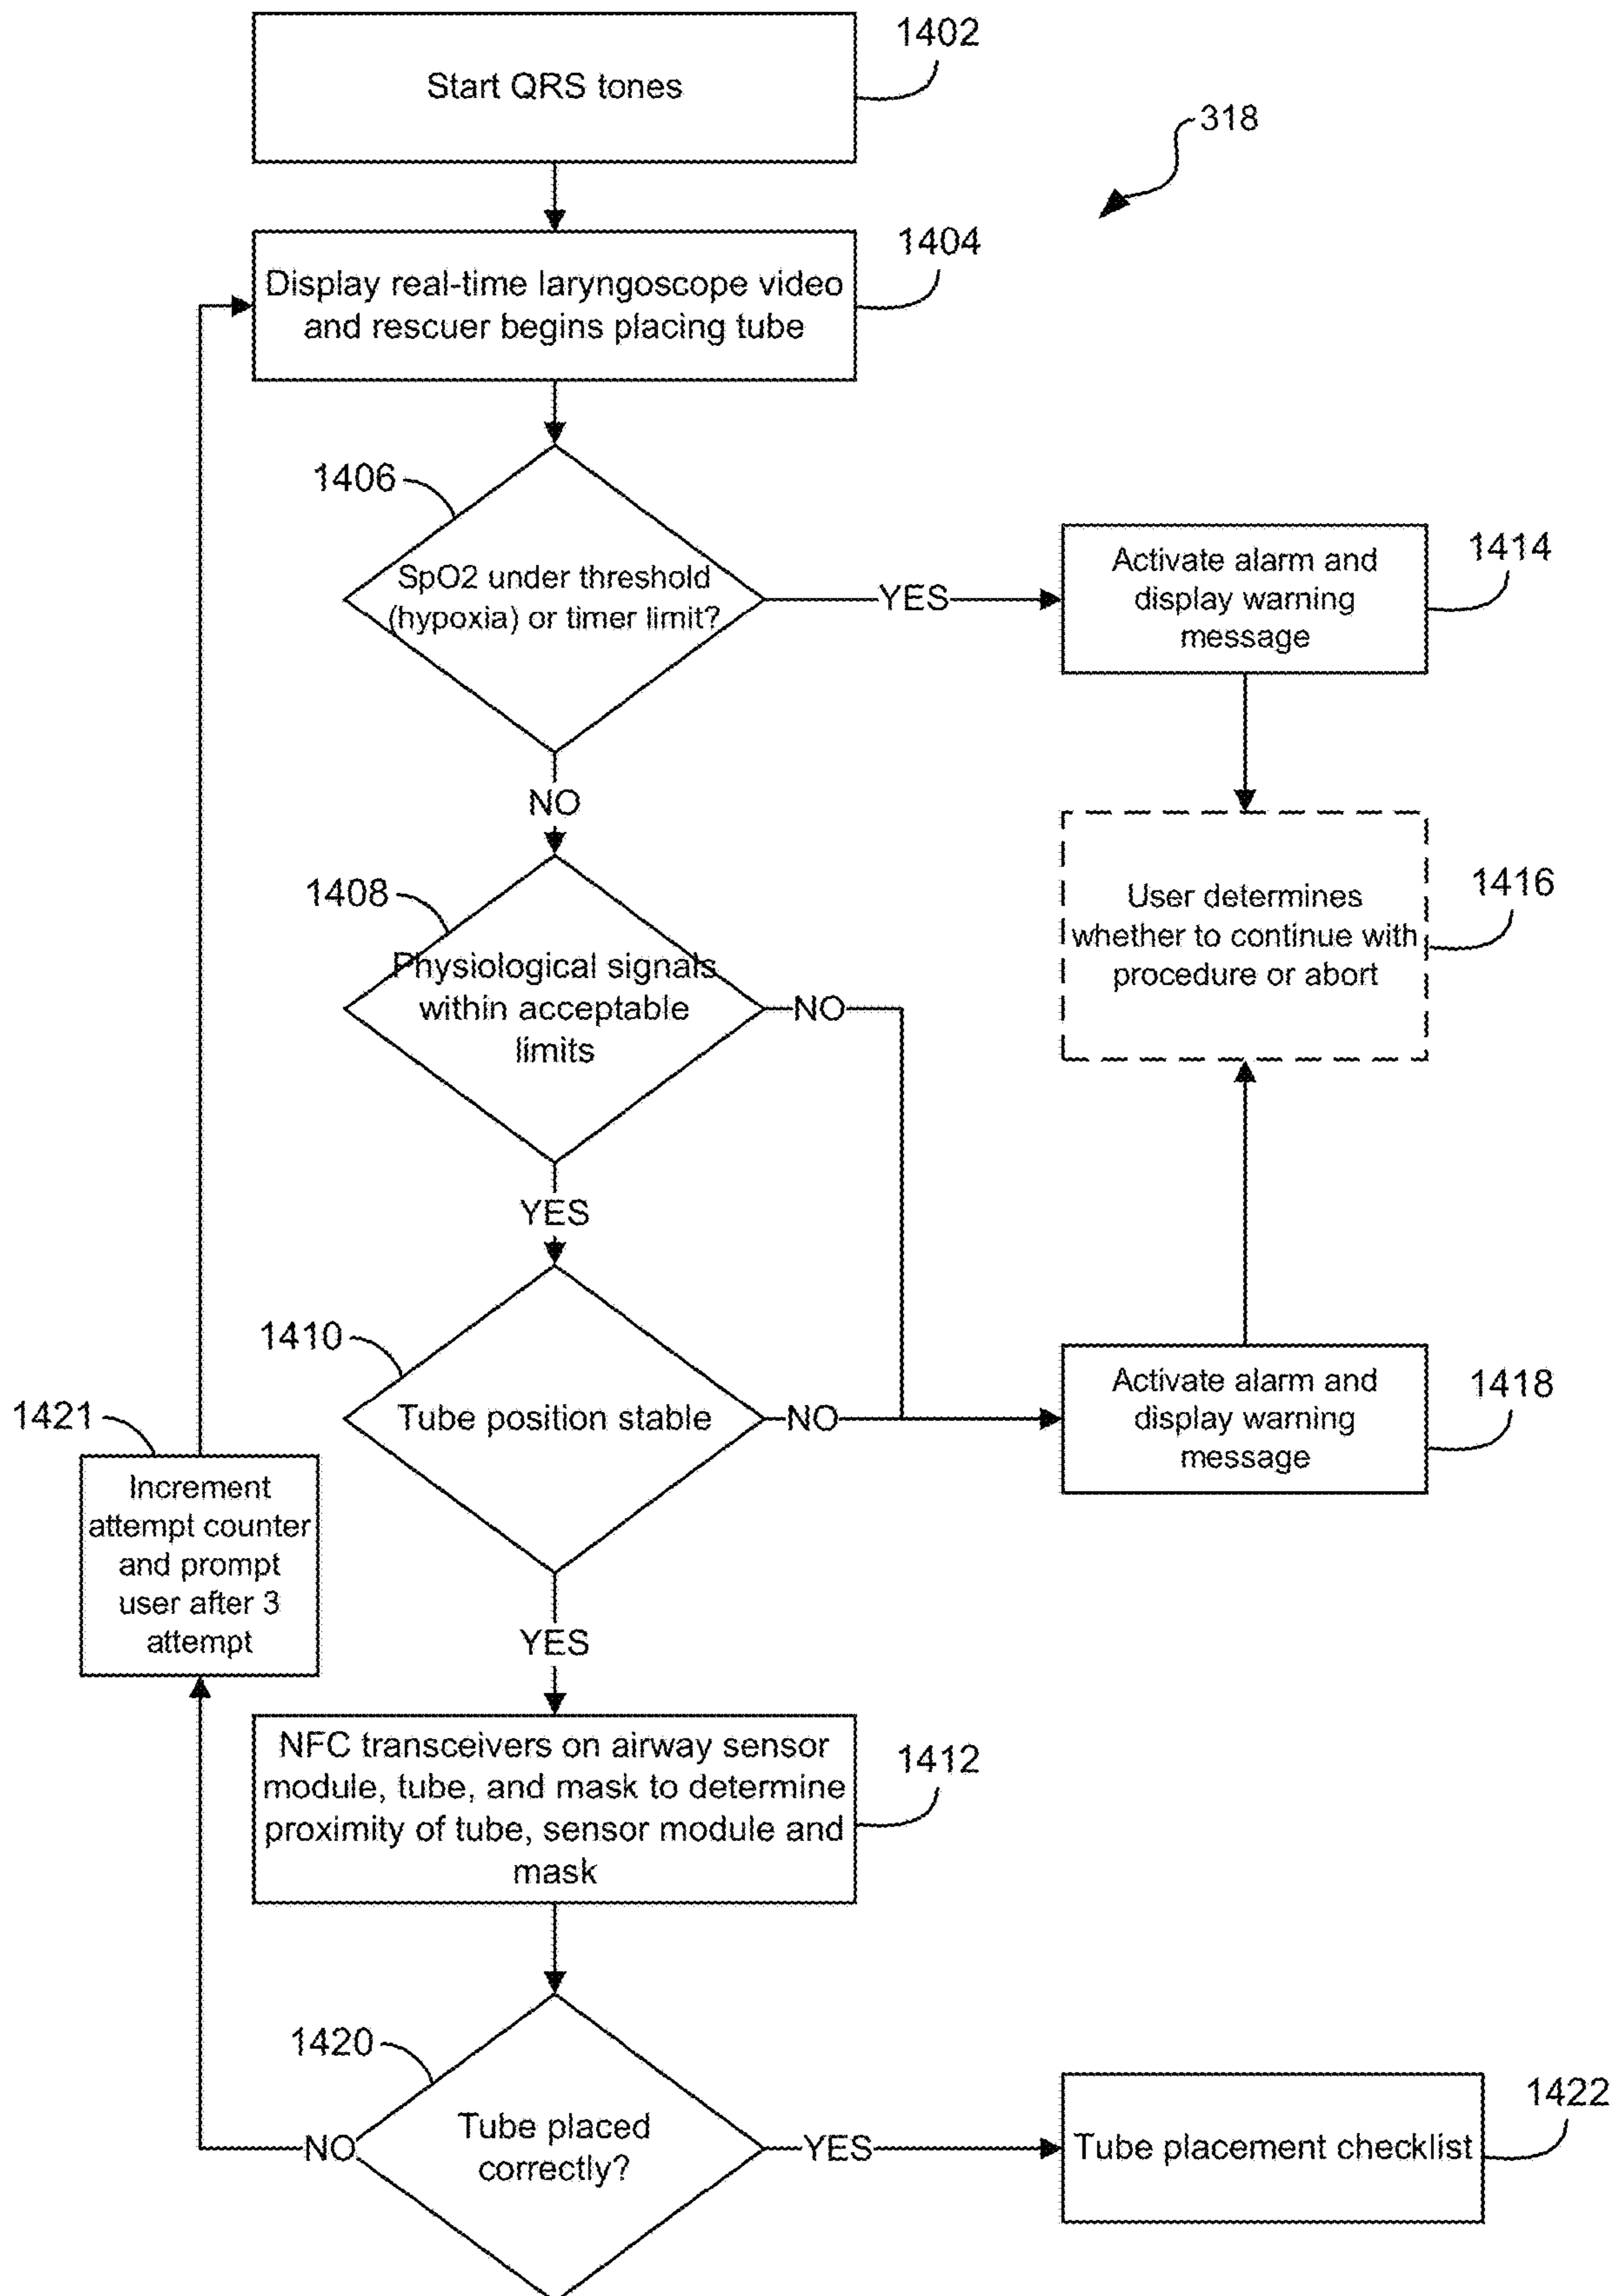 Start QRS tones
1402
318
Display real-time laryngoscope video
and rescuer begins placing tube
1404
1406
SpO2 under threshold
(hypoxia) or timer limit?
YES
Activate alarm and
display warning
message
1414
NO
1408
Physiological signals
within acceptable
limits
NO
User determines
whether to continue with
procedure or abort
1416
YES
1410
Tube position stable
NO
Activate alarm and
display warning
message
1418
1421
Increment
attempt counter
and prompt
user after 3
attempt
YES
NFC transceivers on airway sensor
module, tube, and mask to determine
proximity of tube, sensor module and
mask
1412
1420
Tube placed
correctly?
NO
YES
Tube placement checklist
1422